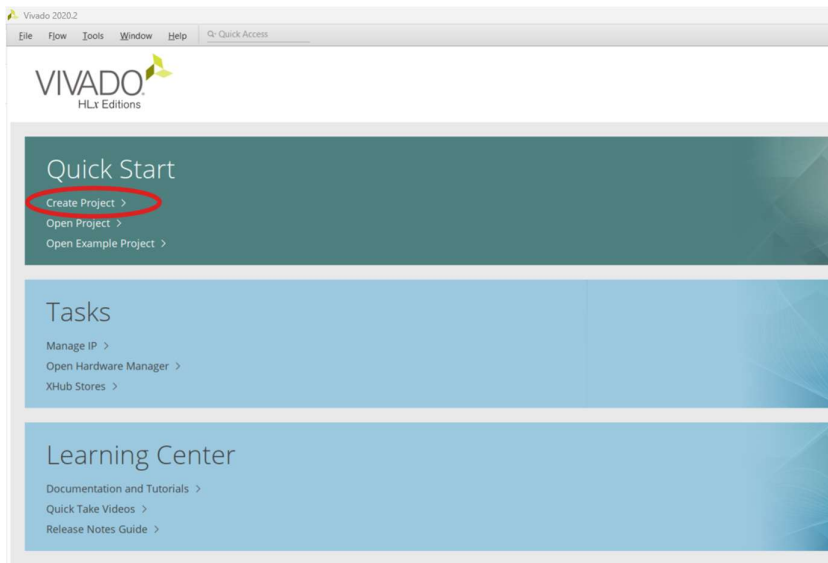 Vivado 2020.2
File Flow Tools Window Help Quick Access
VIVADO.
HLx Editions
Quick Start
Create Project >
Open Project >
Open Example Project >
Tasks
Manage IP >
Open Hardware Manager >
XHub Stores >
Learning Center
Documentation and Tutorials >
Quick Take Videos >
Release Notes Guide >